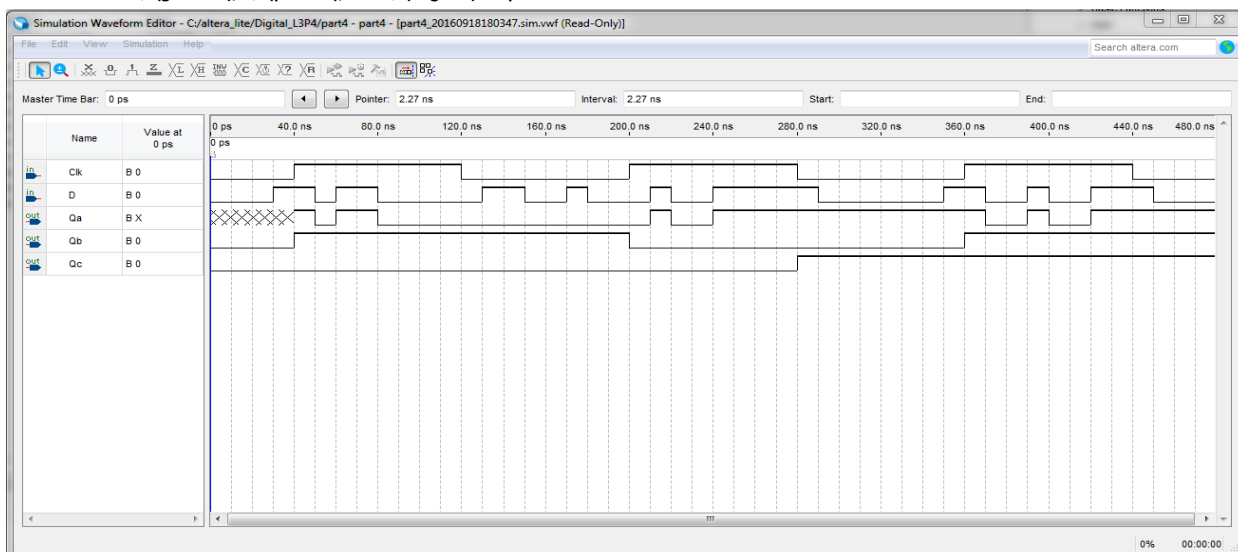 Simulation Waveform Editor - C:/altera_lite/Digital_L3P4/part4 - part4 - [part4_20160918180347.sim.vwf (Read-Only)]
File Edit View Simulation Help
Search altera.com
Master Time Bar: 0 ps Pointer: 2.27 ns Interval: 2.27 ns Start: End:
Name Value at 0 ps
0 ps 40.0 ns 80.0 ns 120.0 ns 160.0 ns 200.0 ns 240.0 ns 280.0 ns 320.0 ns 360.0 ns 400.0 ns 440.0 ns 480.0 ns
0 ps
in Clk B 0
in D B 0
out Qa B X
out Qb B 0
out Qc B 0
0% 00:00:00